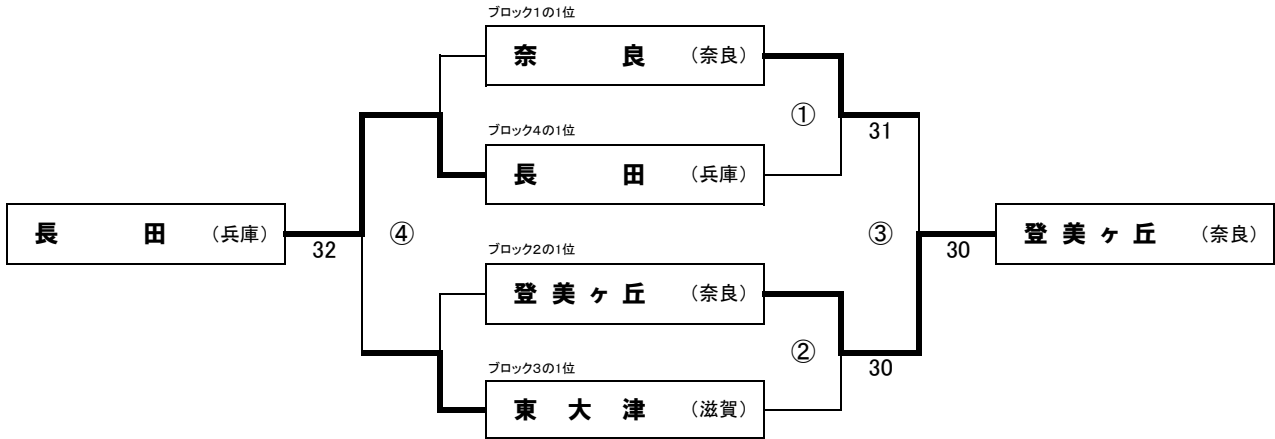 ブロック1の1位
奈良 (奈良)
①
31
ブロック4の1位
長田 (兵庫)
長田 (兵庫)
32
④
③
30
登美ヶ丘 (奈良)
ブロック2の1位
登美ヶ丘 (奈良)
②
30
ブロック3の1位
東大津 (滋賀)